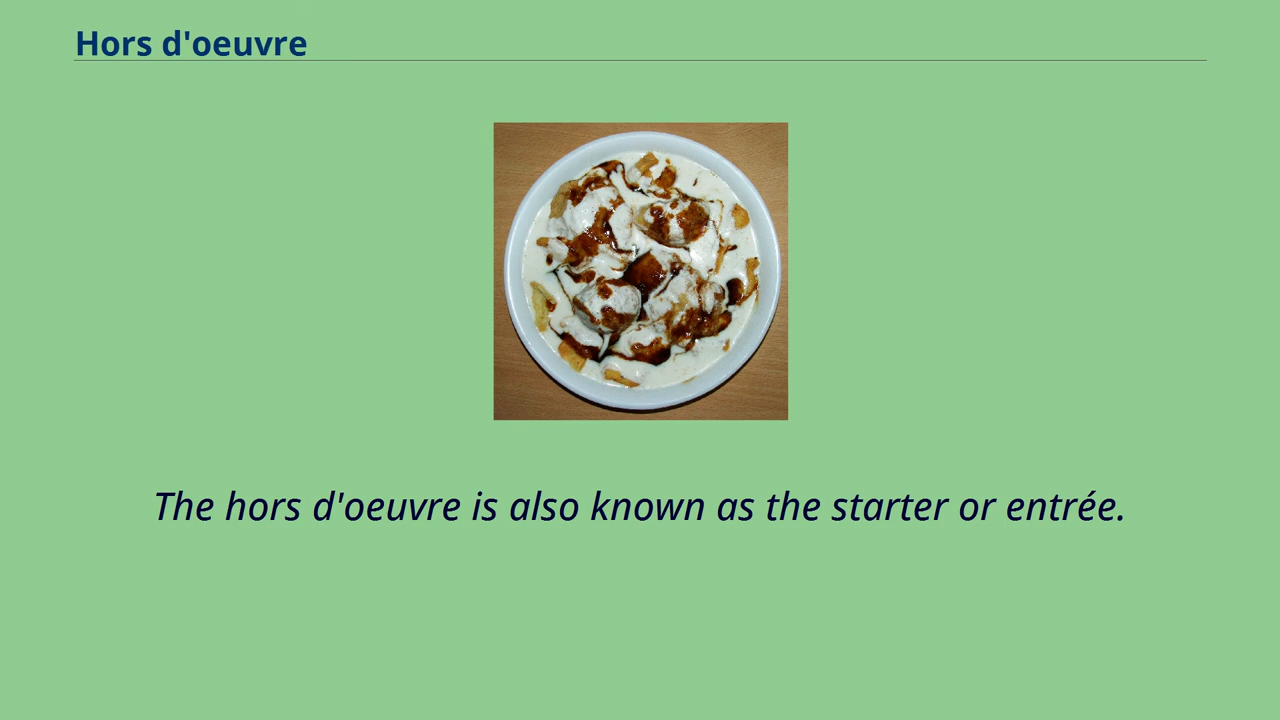 Hors d'oeuvre
The hors d'oeuvre is also known as the starter or entrée.